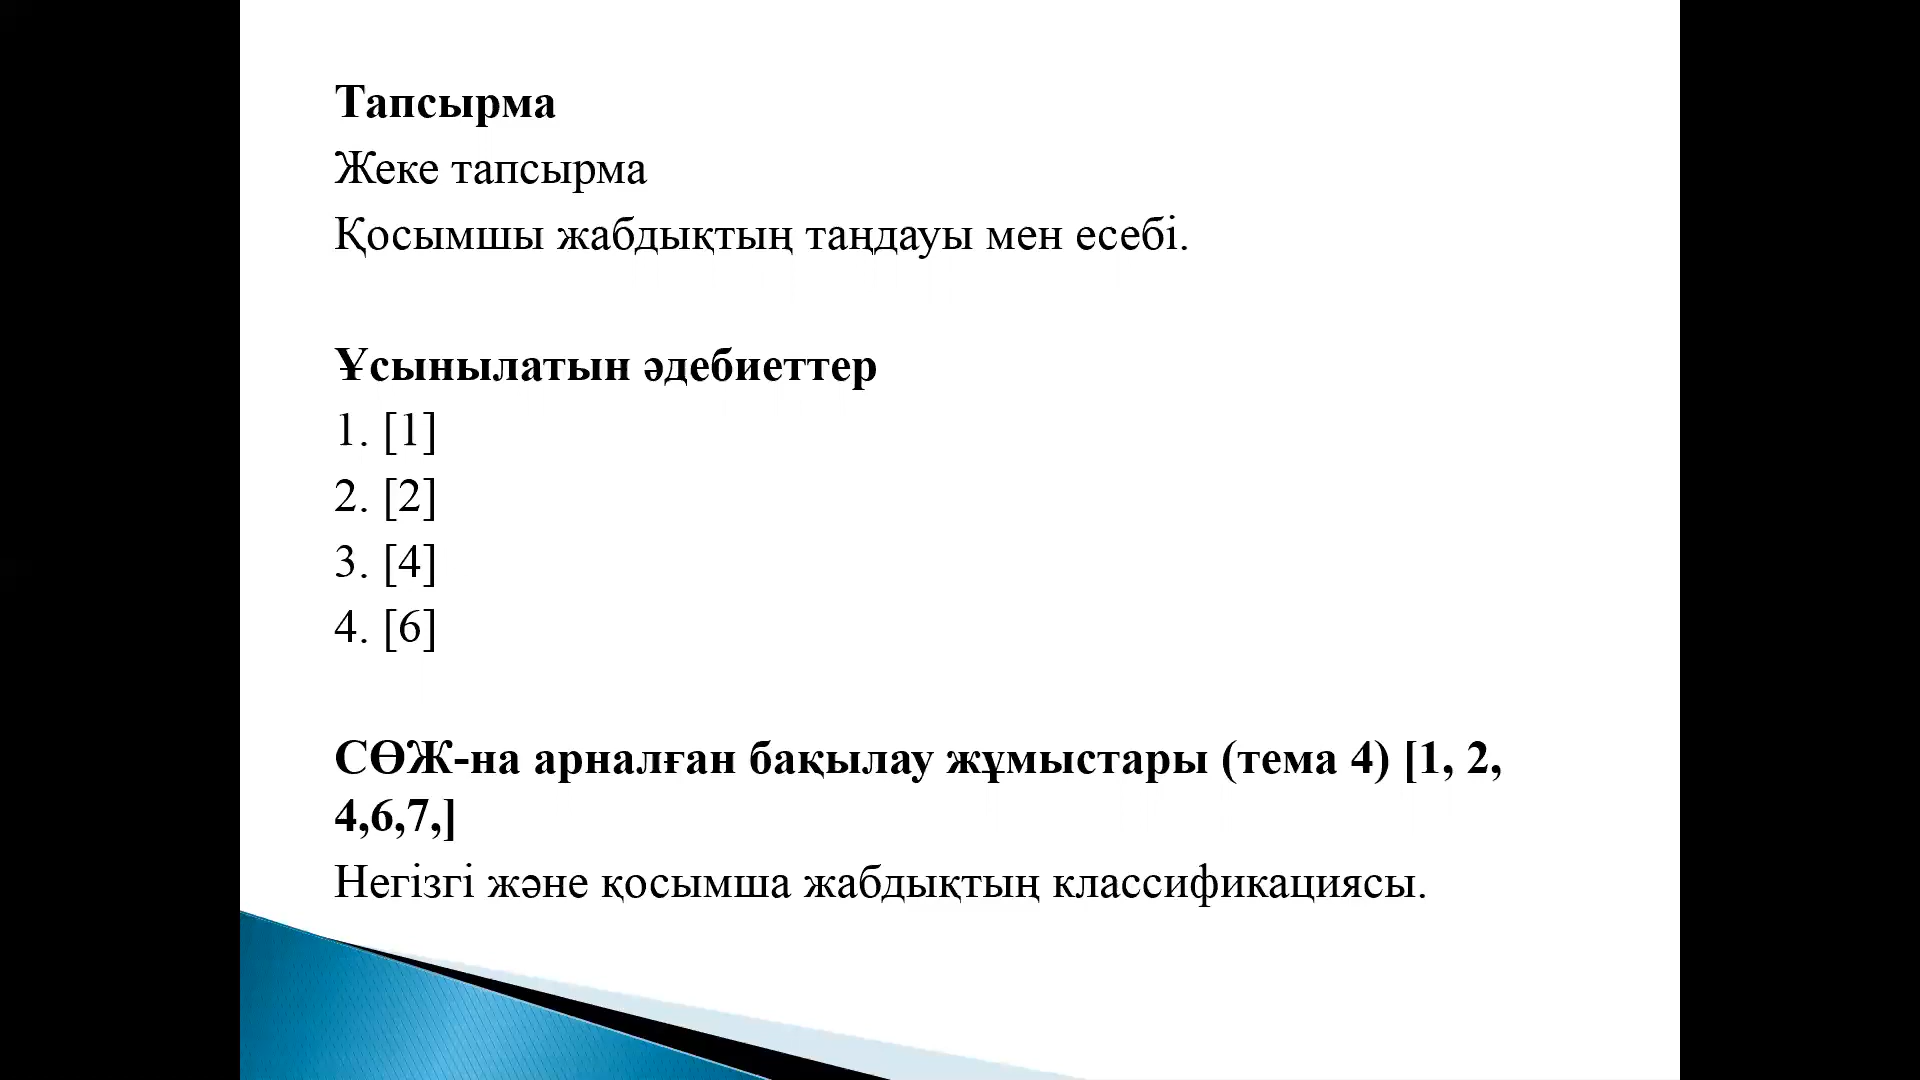 Тапсырма
Жеке тапсырма
Қосымшы жабдықтың таңдауы мен есебі.
Ұсынылатын әдебиеттер
1. [1]
2. [2]
3. [4]
4. [6]
СӨЖ-на арналған бақылау жұмыстары (тема 4) [1, 2,
4,6,7,]
Негізгі және қосымша жабдықтың классификациясы.